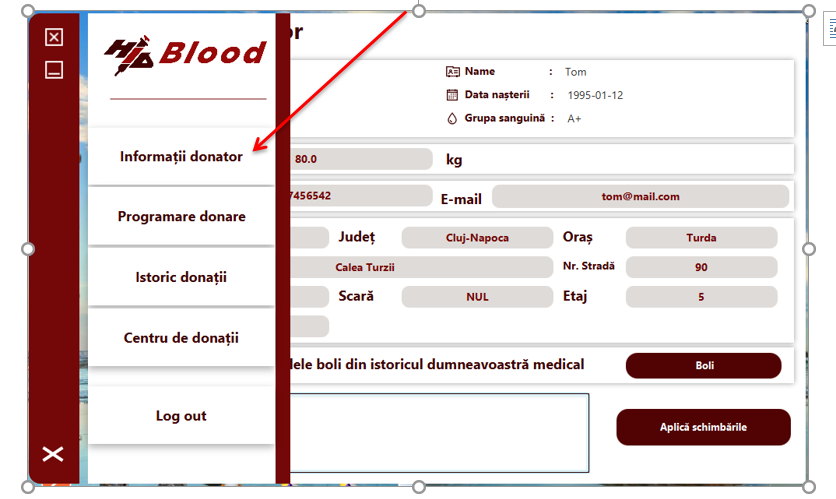 HD Blood
or
Informații donator
Programare donare
Istoric donații
Centru de donații
Log out
Name : Tom
Data nașterii : 1995-01-12
Grupa sanguină : A+
80.0 kg
7456542 E-mail tom@mail.com
Județ Cluj-Napoca Oraș Turda
Calea Turzii Nr. Stradă 90
Scară NUL Etaj 5
lele boli din istoricul dumneavoastră medical Boli
Aplică schimbările